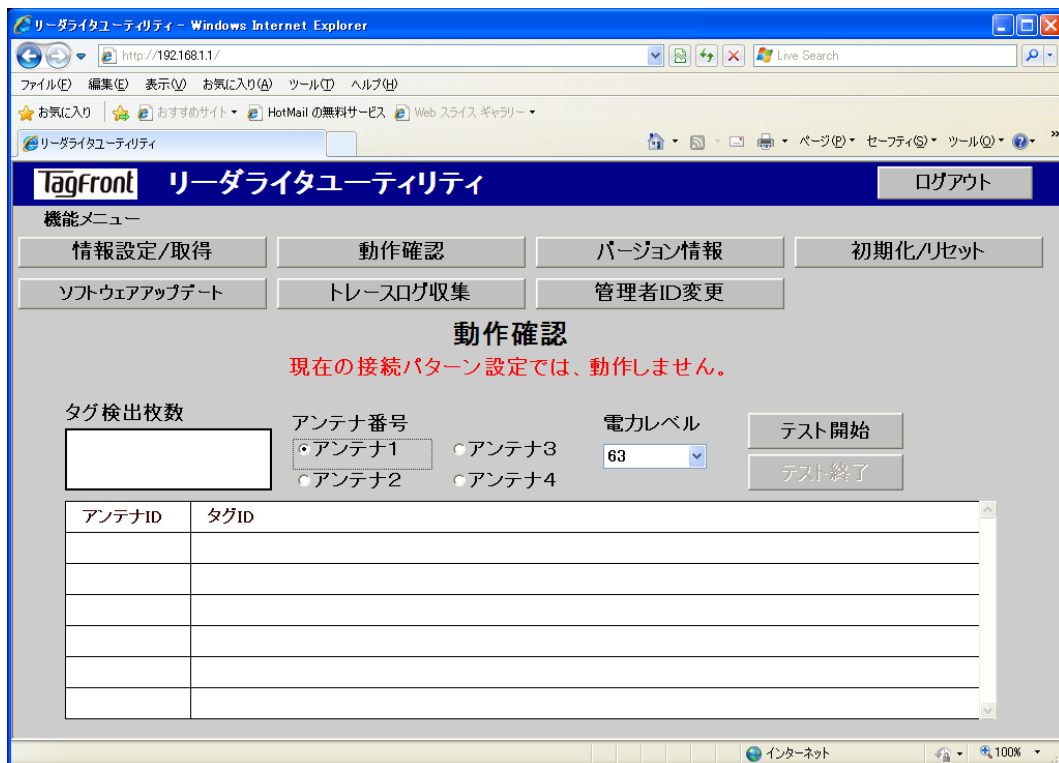 リーダライタユーティリティ - Windows Internet Explorer
http://192.168.1.1/
Live Search
ファイル(F) 編集(E) 表示(V) お気に入り(A) ツール(T) ヘルプ(H)
お気に入り おすすめサイト HotMail の無料サービス Web スライス ギャラリー
リーダライタユーティリティ
ページ(P) セーフティ(S) ツール(O) »
TagFront リーダライタユーティリティ ログアウト
機能メニュー
情報設定/取得 動作確認 バージョン情報 初期化/リセット
ソフトウェアアップデート トレースログ収集 管理者ID変更
動作確認
現在の接続パターン設定では、動作しません。
タグ検出枚数 アンテナ番号 電力レベル
アンテナ1 アンテナ3 63 テスト開始
アンテナ2 アンテナ4 テスト終了
アンテナID タグID
インターネット 100%